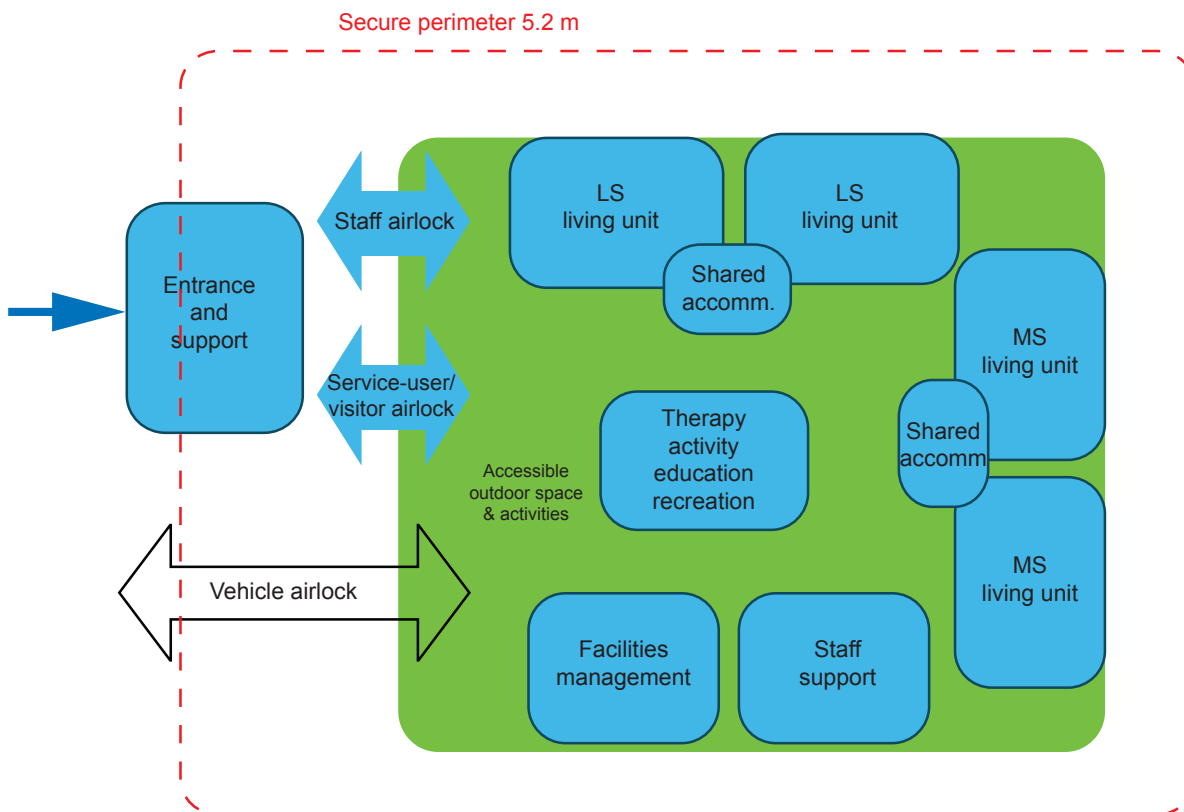 Secure perimeter 5.2 m
Entrance
and
support
Staff airlock
Service-user/
visitor airlock
Vehicle airlock
LS
living unit
LS
living unit
Shared
accomm.
MS
living unit
Shared
accomm
MS
living unit
Therapy
activity
education
recreation
Accessible
outdoor space
& activities
Facilities
management
Staff
support